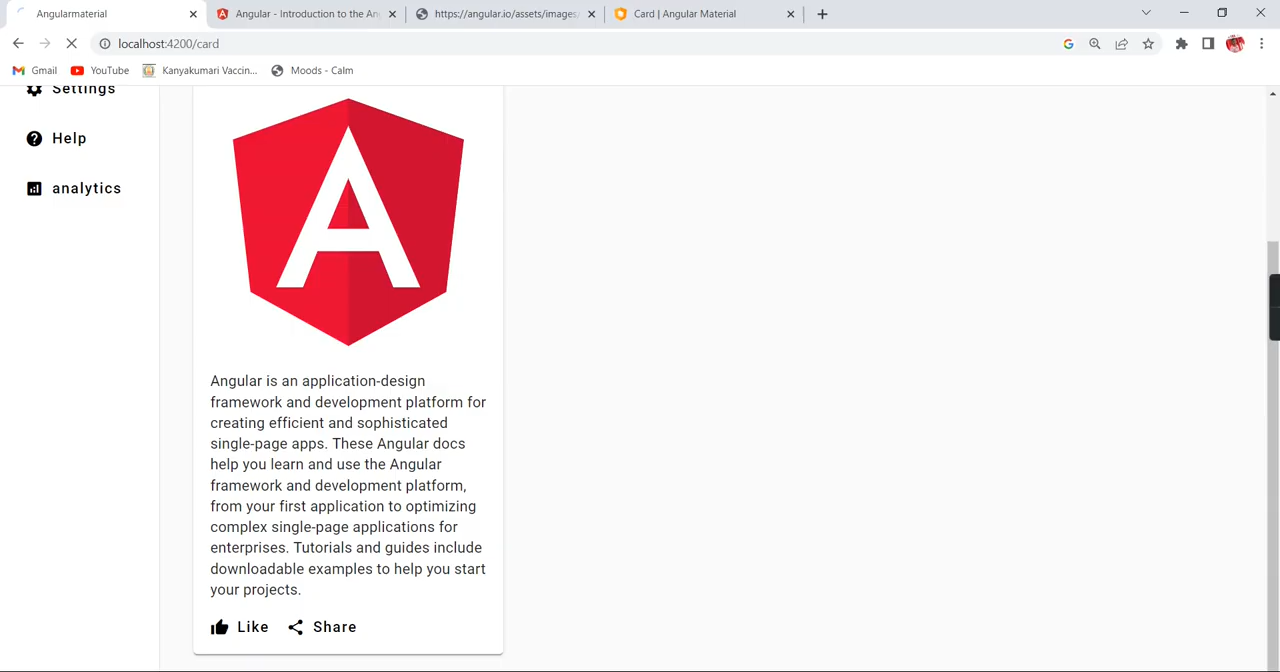 Angularmaterial
Angular - Introduction to the An
https://angular.io/assets/images
Card | Angular Material
localhost:4200/card
Gmail
YouTube
Kanyakumari Vaccin...
Moods - Calm
Settings
Help
analytics
A
Angular is an application-design
framework and development platform for
creating efficient and sophisticated
single-page apps. These Angular docs
help you learn and use the Angular
framework and development platform,
from your first application to optimizing
complex single-page applications for
enterprises. Tutorials and guides include
downloadable examples to help you start
your projects.
Like
Share